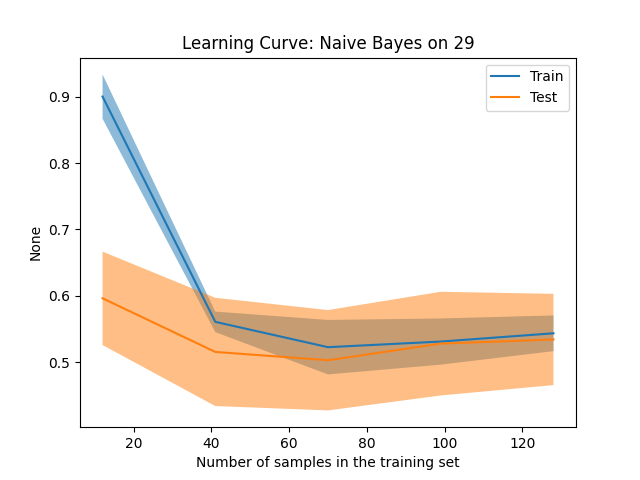 Learning Curve: Naive Bayes on 29
Train
Test
None
0.9
0.8
0.7
0.6
0.5
20 40 60 80 100 120
Number of samples in the training set